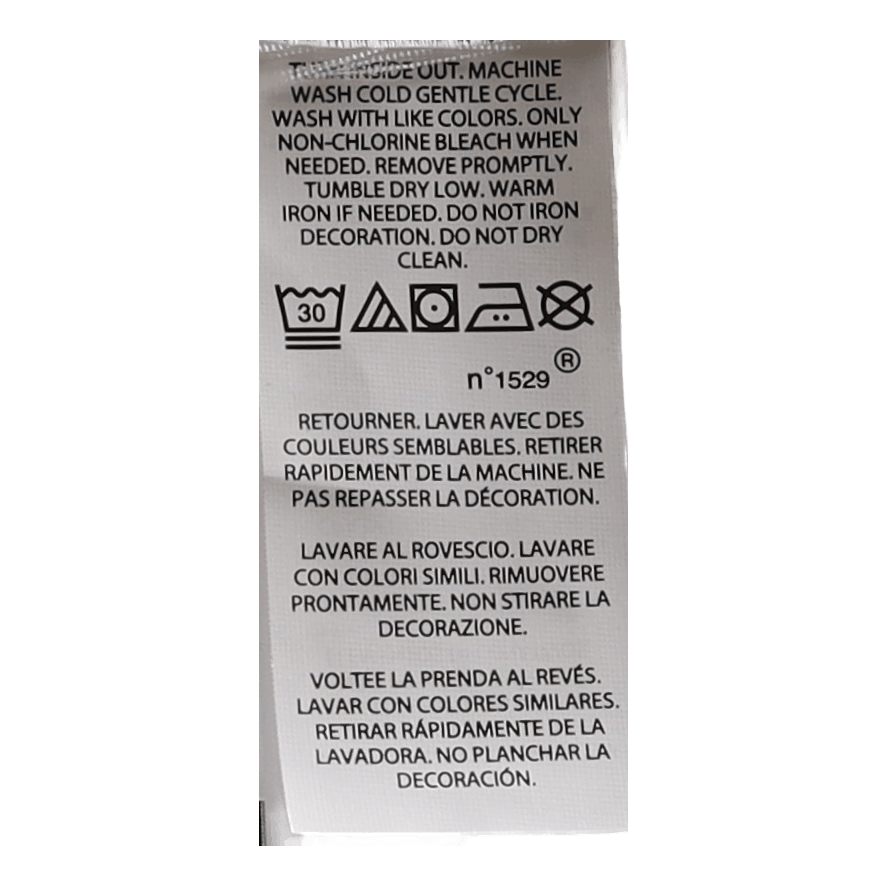 TURN INSIDE OUT. MACHINE
WASH COLD GENTLE CYCLE.
WASH WITH LIKE COLORS. ONLY
NON-CHLORINE BLEACH WHEN
NEEDED. REMOVE PROMPTLY.
TUMBLE DRY LOW. WARM
IRON IF NEEDED. DO NOT IRON
DECORATION. DO NOT DRY
CLEAN.
30
n°1529 ®
RETOURNER. LAVER AVEC DES
COULEURS SEMBLABLES. RETIRER
RAPIDEMENT DE LA MACHINE. NE
PAS REPASSER LA DÉCORATION.
LAVARE AL ROVESCIO. LAVARE
CON COLORI SIMILI. RIMUOVERE
PRONTAMENTE. NON STIRARE LA
DECORAZIONE.
VOLTEE LA PRENDA AL REVÉS.
LAVAR CON COLORES SIMILARES.
RETIRAR RÁPIDAMENTE DE LA
LAVADORA. NO PLANCHAR LA
DECORACIÓN.